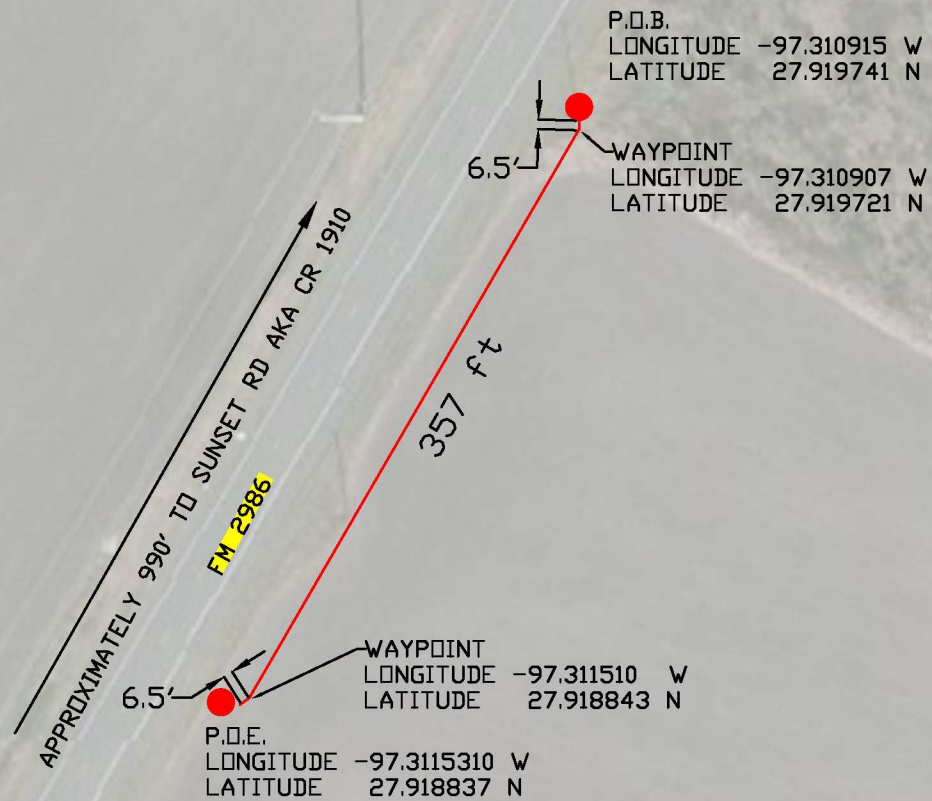 P.O.B.
LONGITUDE -97.310915 W
LATITUDE 27.919741 N
6.5'
WAYPOINT
LONGITUDE -97.310907 W
LATITUDE 27.919721 N
APPROXIMATELY 990' TO SUNSET RD AKA CR 1910
357 ft
FM 2986
WAYPOINT
LONGITUDE -97.311510 W
LATITUDE 27.918843 N
6.5'
P.O.E.
LONGITUDE -97.3115310 W
LATITUDE 27.918837 N